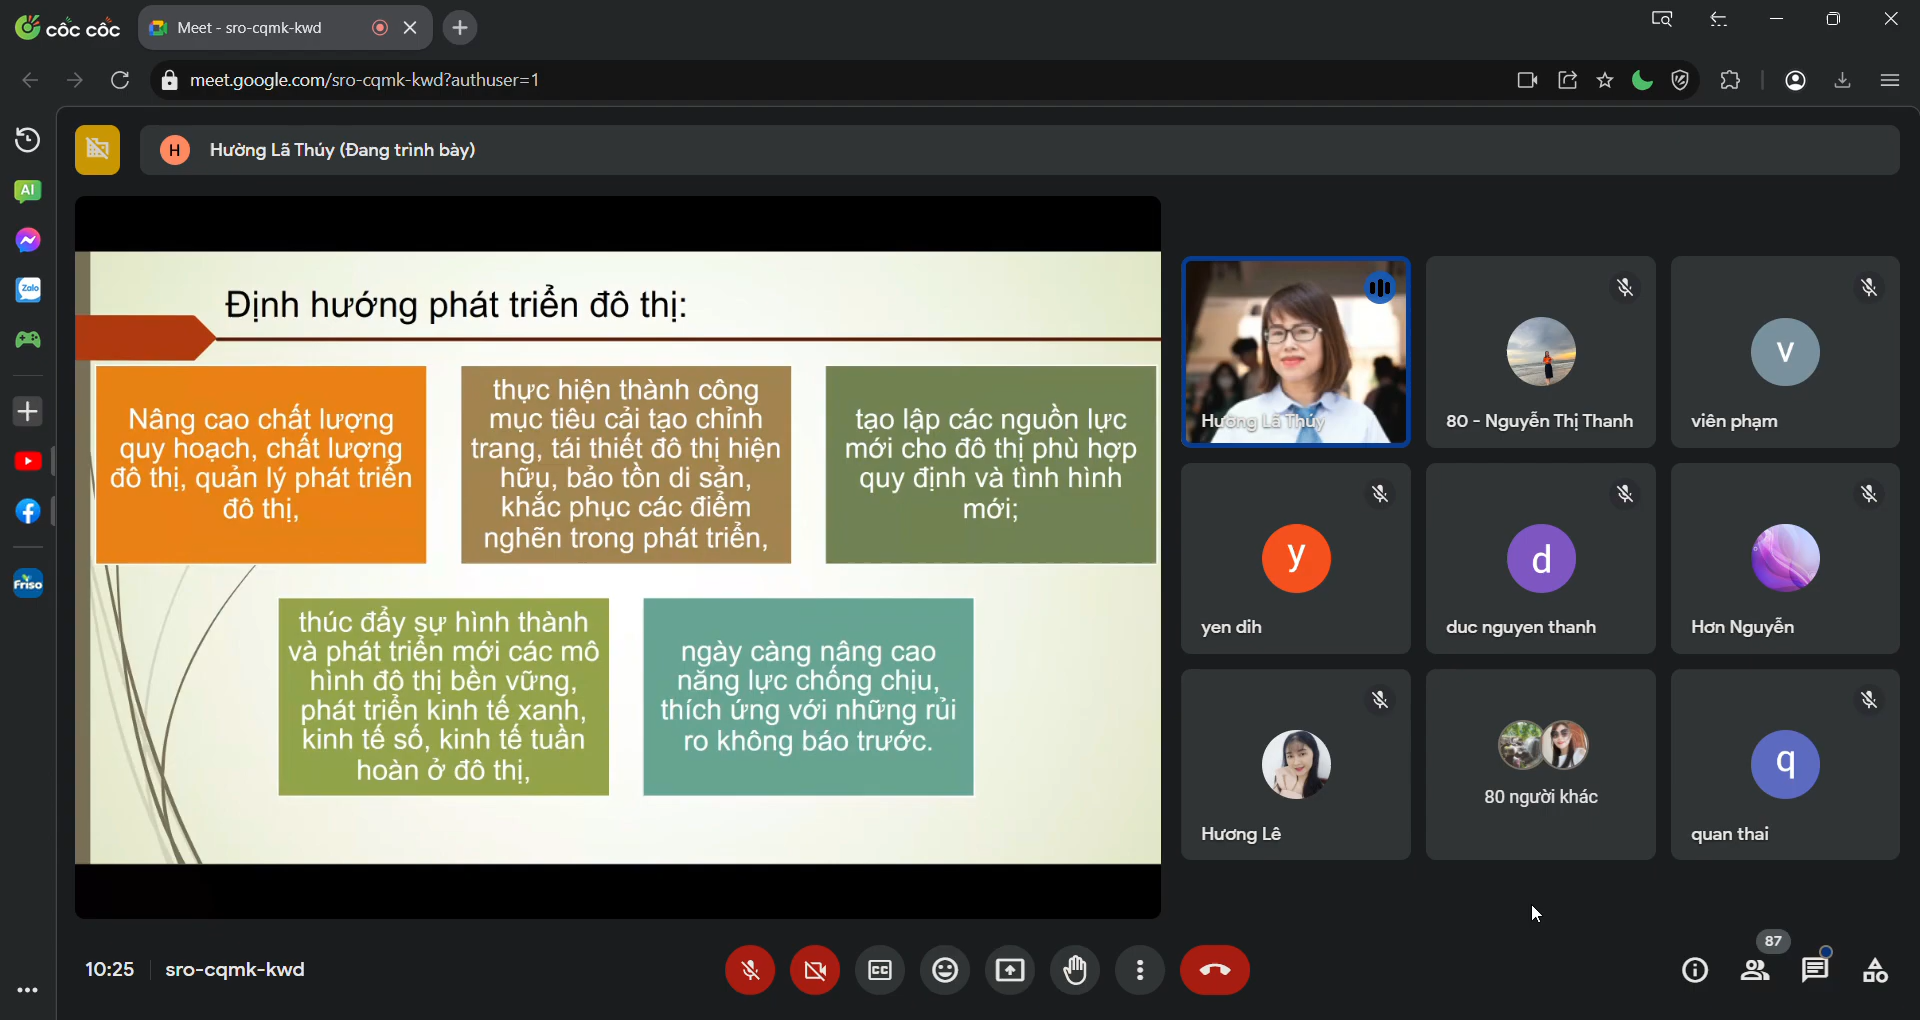 cốc cốc
Meet - sro-cqmk-kwd
meet.google.com/sro-cqmk-kwd?authuser=1
AI
Zalo
Friso
H
Hường Lã Thúy (Đang trình bày)
Định hướng phát triển đô thị:
Nâng cao chất lượng
quy hoạch, chất lượng
đô thị, quản lý phát triển
đô thị,
thực hiện thành công
mục tiêu cải tạo chỉnh
trang, tái thiết đô thị hiện
hữu, bảo tồn di sản,
khắc phục các điểm
nghẽn trong phát triển,
tạo lập các nguồn lực
mới cho đô thị phù hợp
quy định và tình hình
mới;
thúc đẩy sự hình thành
và phát triển mới các mô
hình đô thị bền vững,
phát triển kinh tế xanh,
kinh tế số, kinh tế tuần
hoàn ở đô thị,
ngày càng nâng cao
năng lực chống chịu,
thích ứng với những rủi
ro không báo trước.
Hường Lã Thúy
80 - Nguyễn Thị Thanh
v
viên phạm
y
yen dih
d
duc nguyen thanh
Hơn Nguyễn
Hương Lê
80 người khác
q
quan thai
10:25
sro-cqmk-kwd
CC
87